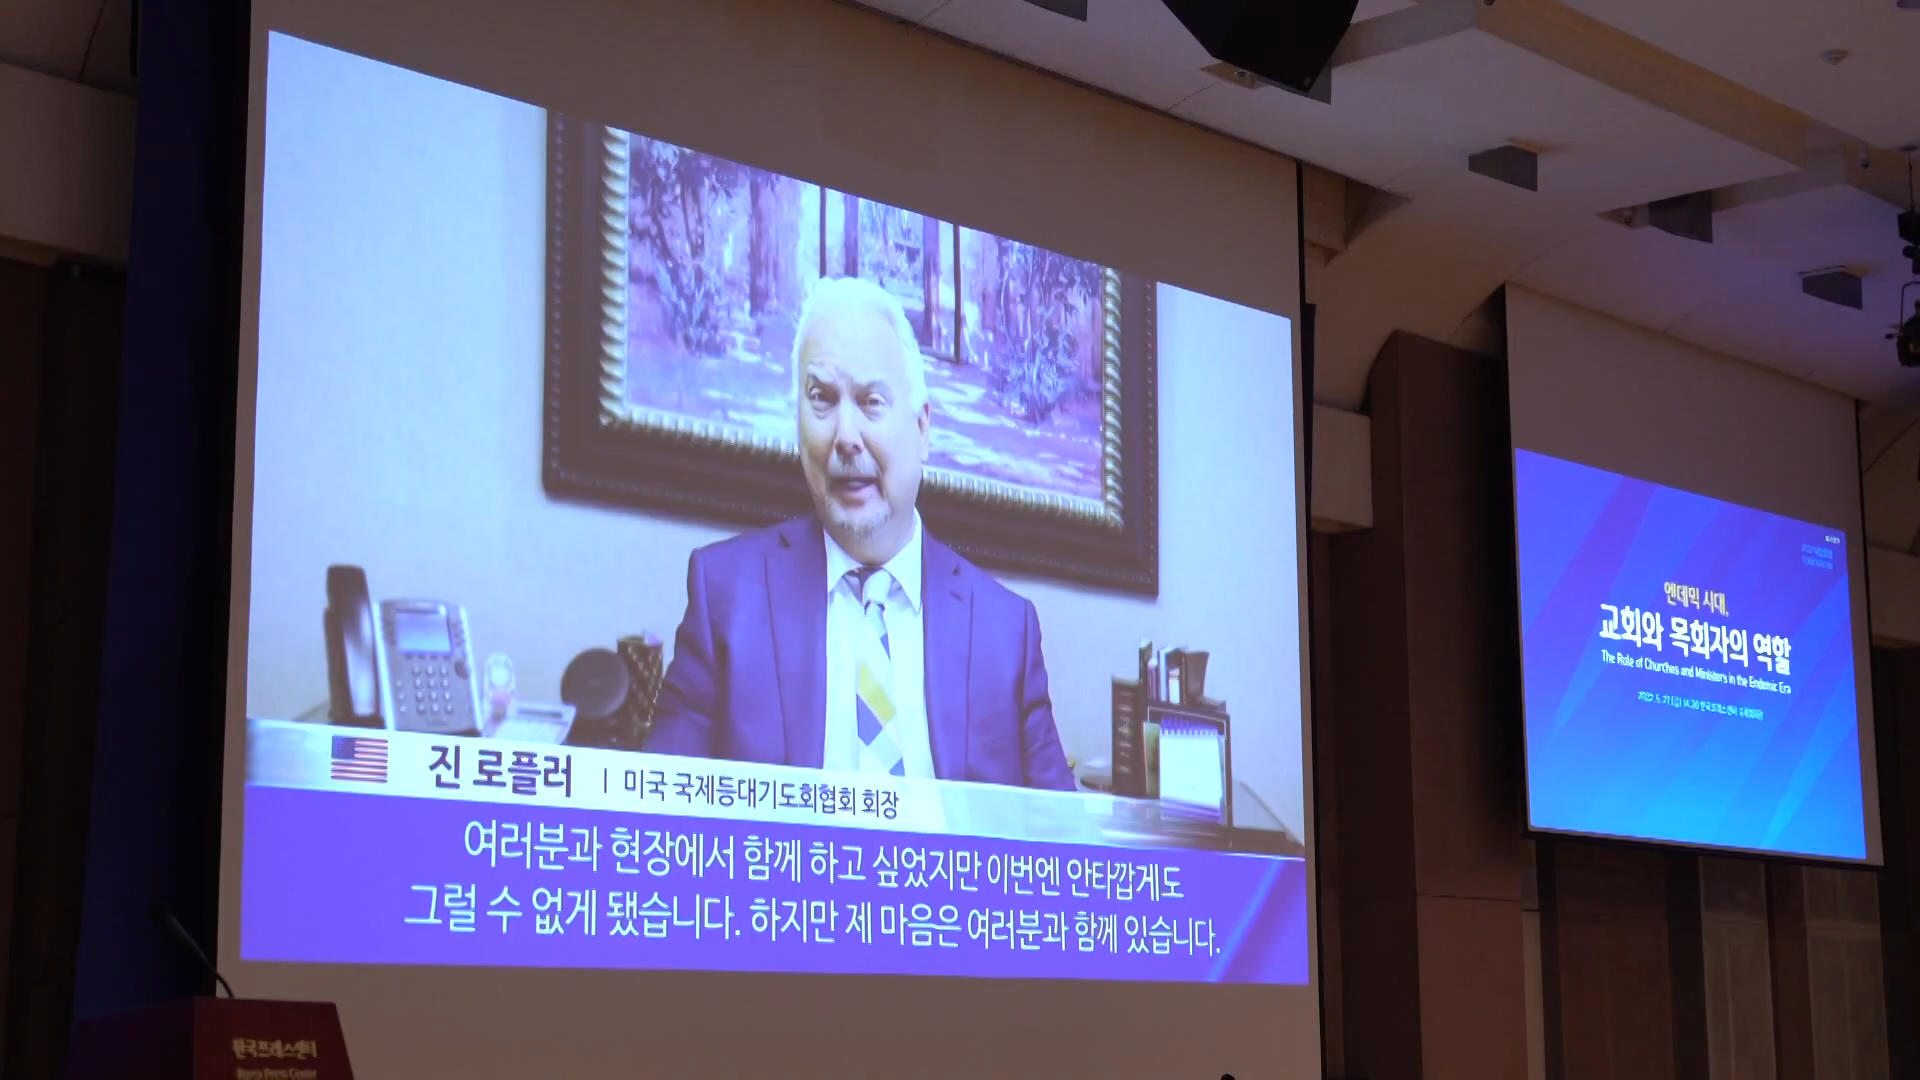 진 로플러 | 미국 국제등대기도회협회 회장
여러분과 현장에서 함께 하고 싶었지만 이번엔 안타깝게도
그럴 수 없게 됐습니다. 하지만 제 마음은 여러분과 함께 있습니다.
엔데믹 시대,
교회와 목회자의 역할
The Role of Churches and Ministers in the Endemic Era
한국프레스센터
Korea Press Center